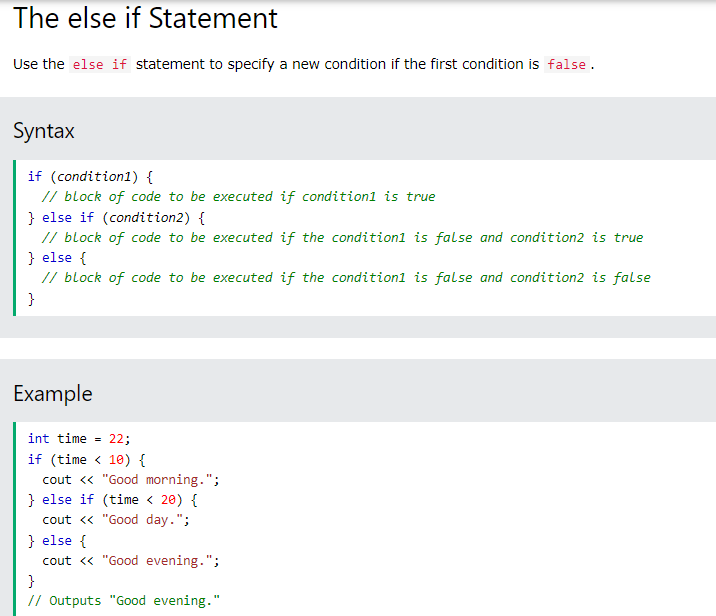 The else if Statement
Use the else if statement to specify a new condition if the first condition is false.
Syntax
if (condition1) {
  // block of code to be executed if condition1 is true
} else if (condition2) {
  // block of code to be executed if the condition1 is false and condition2 is true
} else {
  // block of code to be executed if the condition1 is false and condition2 is false
}
Example
int time = 22;
if (time < 10) {
  cout << "Good morning.";
} else if (time < 20) {
  cout << "Good day.";
} else {
  cout << "Good evening.";
}
// Outputs "Good evening."